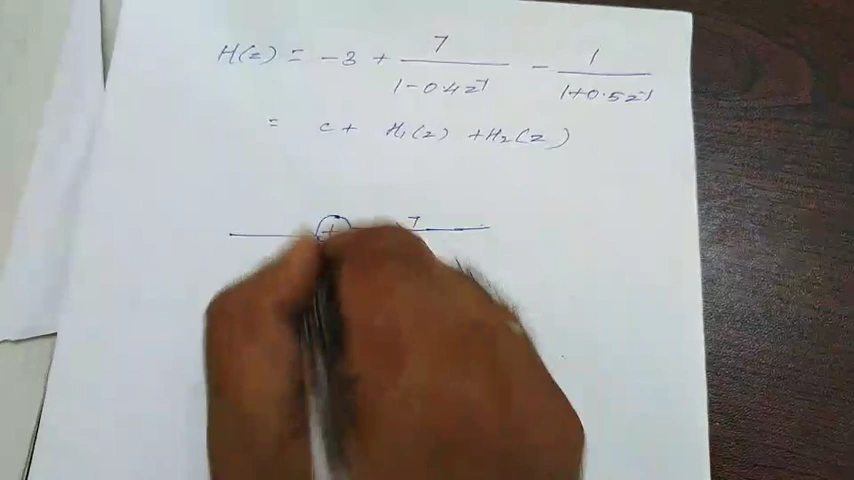 H(z) = -3 + 7/(1-0.4z⁻¹) - 1/(1+0.5z⁻¹)
= c + H₁(z) + H₂(z)
+ 7